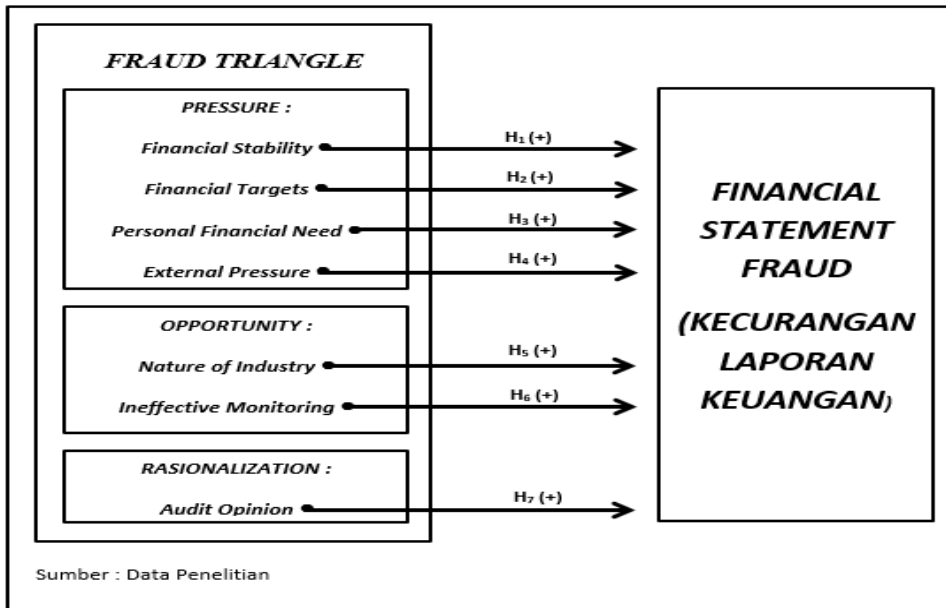 FRAUD TRIANGLE
PRESSURE :
Financial Stability
Financial Targets
Personal Financial Need
External Pressure
OPPORTUNITY :
Nature of Industry
Ineffective Monitoring
RASIONALIZATION :
Audit Opinion
H₁ (+)
H₂ (+)
H₃ (+)
H₄ (+)
H₅ (+)
H₆ (+)
H₇ (+)
FINANCIAL
STATEMENT
FRAUD
(KECURANGAN
LAPORAN
KEUANGAN)
Sumber : Data Penelitian